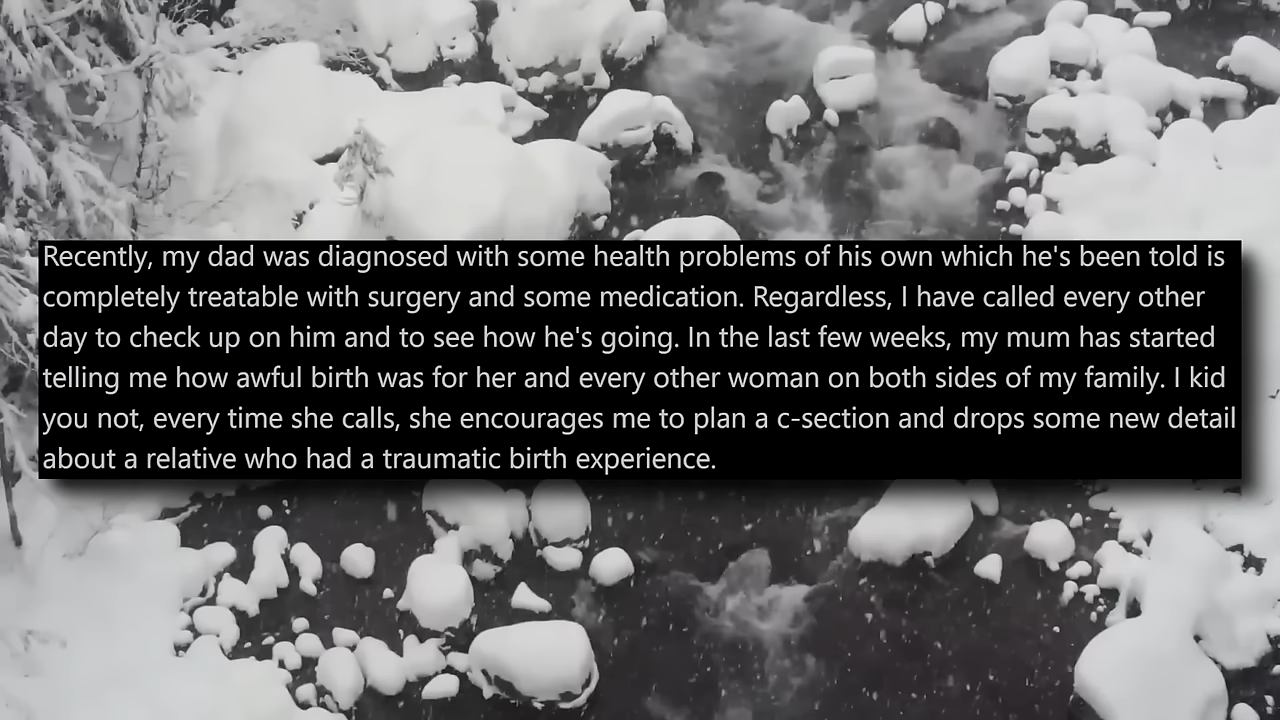 Recently, my dad was diagnosed with some health problems of his own which he's been told is
completely treatable with surgery and some medication. Regardless, I have called every other
day to check up on him and to see how he's going. In the last few weeks, my mum has started
telling me how awful birth was for her and every other woman on both sides of my family. I kid
you not, every time she calls, she encourages me to plan a c-section and drops some new detail
about a relative who had a traumatic birth experience.